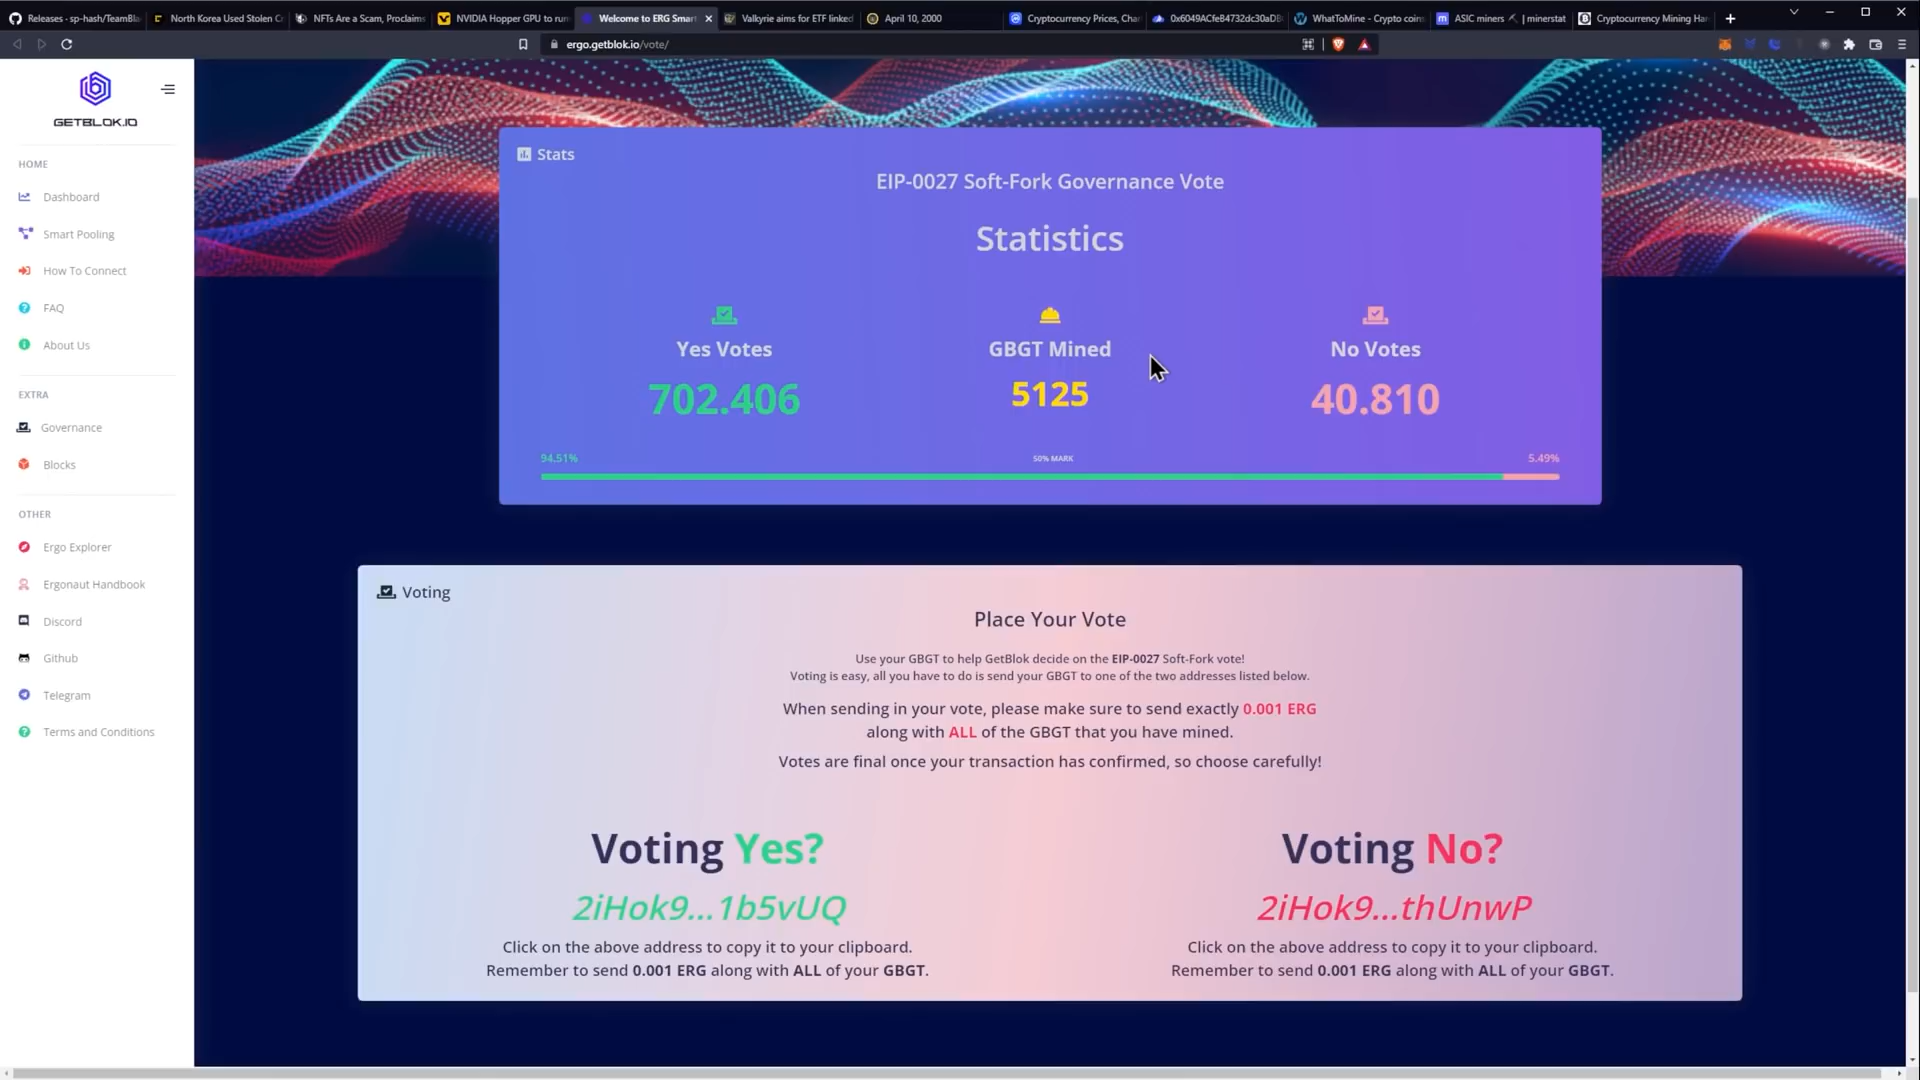 Releases - sp-hash/TeamBla
North Korea Used Stolen C
NFTs Are a Scam, Proclaims
NVIDIA Hopper GPU to run
Welcome to ERG Smar
Valkyrie aims for ETF linked
April 10, 2000
Cryptocurrency Prices, Char
0x6049ACfeB4732dc30aDB
WhatToMine - Crypto coins
ASIC miners | minerstat
Cryptocurrency Mining Har
ergo.getblok.io/vote/
GETBLOK.IO
HOME
Dashboard
Smart Pooling
How To Connect
FAQ
About Us
EXTRA
Governance
Blocks
OTHER
Ergo Explorer
Ergonaut Handbook
Discord
Github
Telegram
Terms and Conditions
Stats
EIP-0027 Soft-Fork Governance Vote
Statistics
Yes Votes
702.406
GBGT Mined
5125
No Votes
40.810
94.51%
50% MARK
5.49%
Voting
Place Your Vote
Use your GBGT to help GetBlok decide on the EIP-0027 Soft-Fork vote!
Voting is easy, all you have to do is send your GBGT to one of the two addresses listed below.
When sending in your vote, please make sure to send exactly 0.001 ERG
along with ALL of the GBGT that you have mined.
Votes are final once your transaction has confirmed, so choose carefully!
Voting Yes?
2iHok9...1b5vUQ
Click on the above address to copy it to your clipboard.
Remember to send 0.001 ERG along with ALL of your GBGT.
Voting No?
2iHok9...thUnwP
Click on the above address to copy it to your clipboard.
Remember to send 0.001 ERG along with ALL of your GBGT.